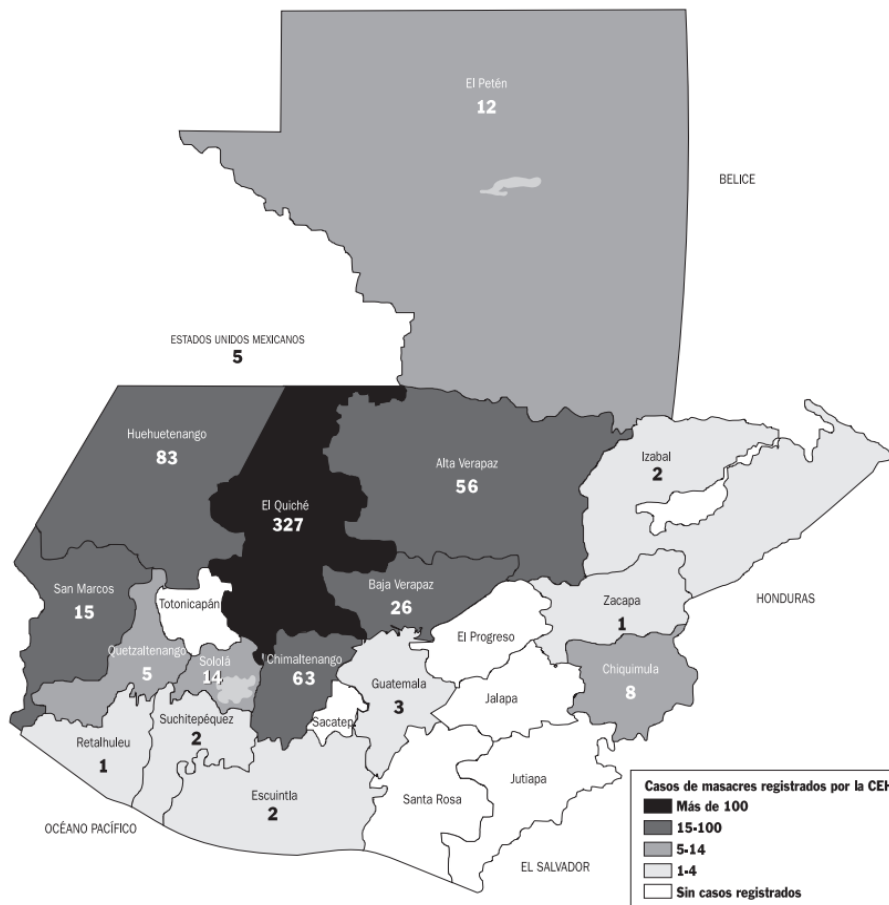 El Petén
12
BELICE
ESTADOS UNIDOS MEXICANOS
5
Huehuetenango
83
Alta Verapaz
56
Izabal
2
El Quiché
327
San Marcos
15
Totonicapán
Baja Verapaz
26
Zacapa
1
HONDURAS
El Progreso
Quetzaltenango
5
Sololá
14
Chimaltenango
63
Guatemala
3
Chiquimula
8
Jalapa
Suchitepéquez
2
Sacatep.
Retalhuleu
1
Escuintla
2
Santa Rosa
Jutiapa
OCÉANO PACÍFICO
EL SALVADOR
Casos de masacres registrados por la CEH
Más de 100
15-100
5-14
1-4
Sin casos registrados